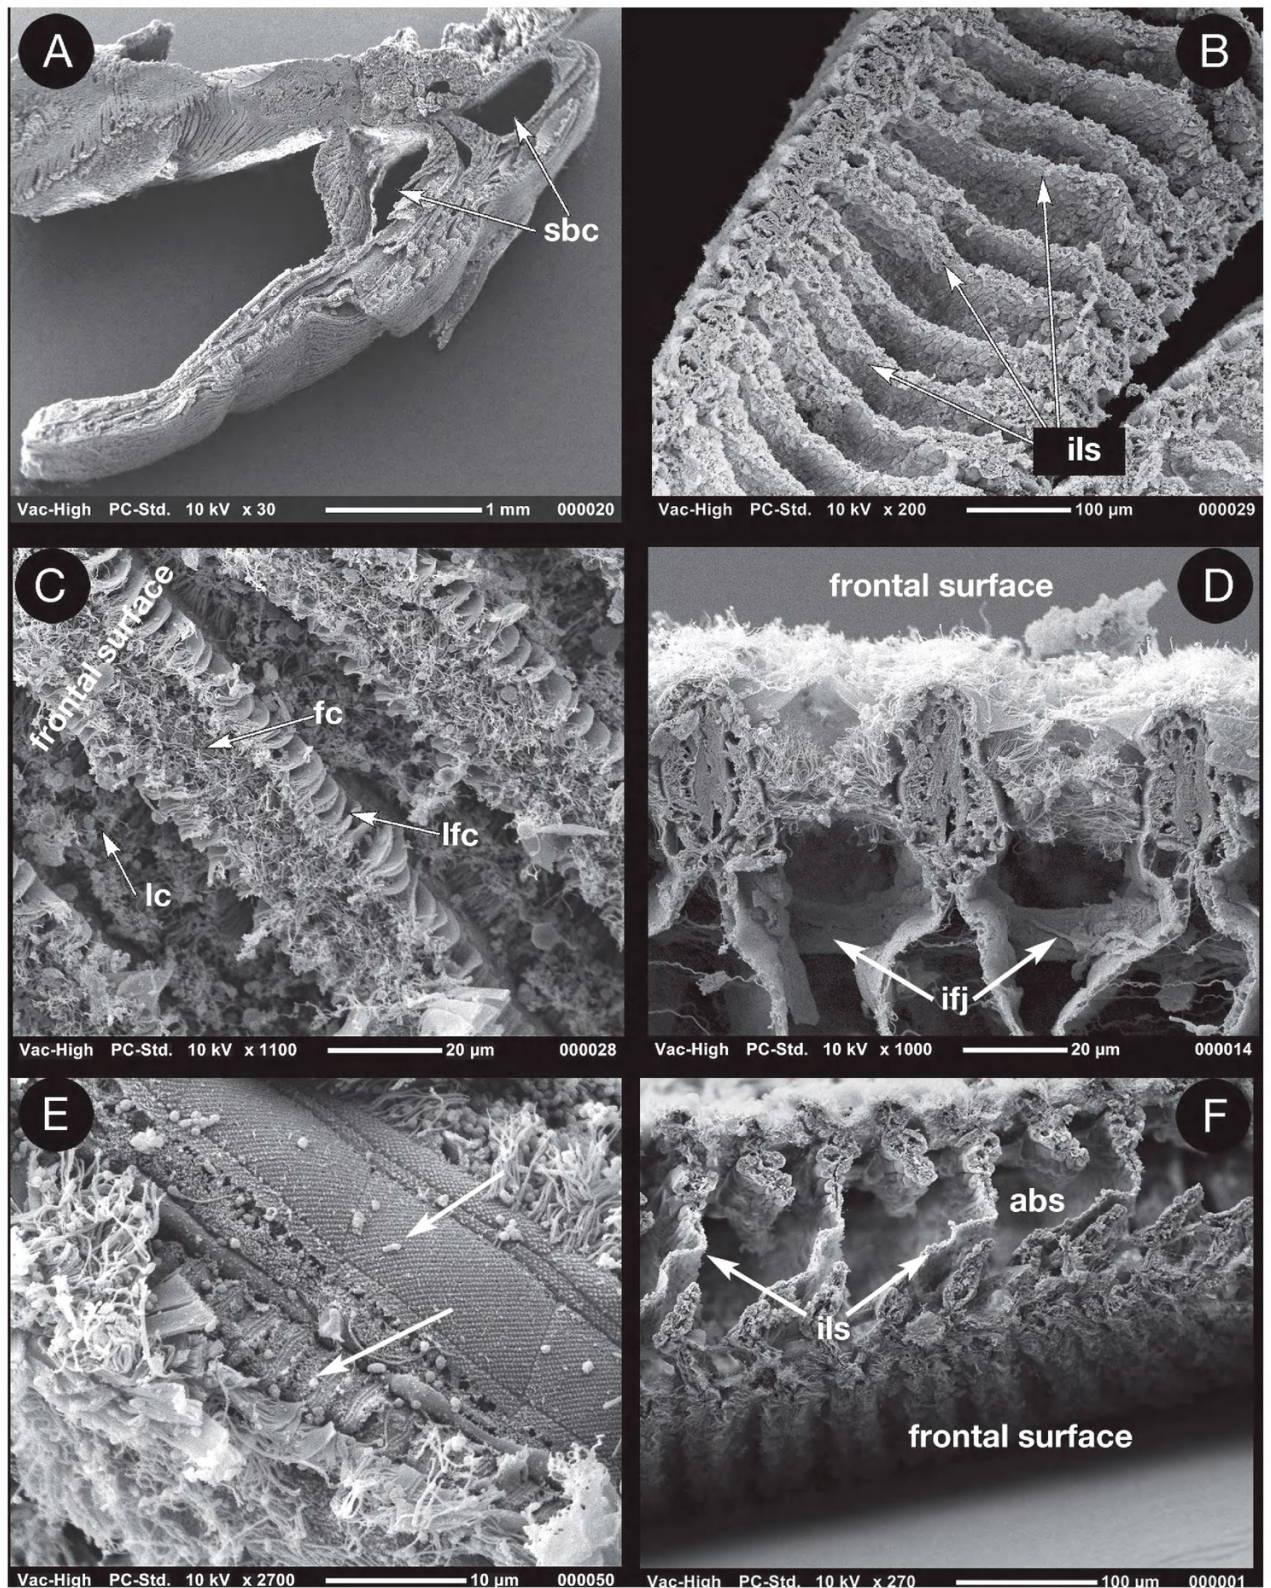 A
sbc
Vac-High PC-Std. 10 kV x 30 1 mm 000020
B
ils
Vac-High PC-Std. 10 kV x 200 100 µm 000029
C
frontal surface
fc
lfc
lc
Vac-High PC-Std. 10 kV x 1100 20 µm 000028
D
frontal surface
ifj
Vac-High PC-Std. 10 kV x 1000 20 µm 000014
E
Vac-High PC-Std. 10 kV x 2700 10 µm 000050
F
abs
ils
frontal surface
Vac-High PC-Std. 10 kV x 270 100 µm 000001